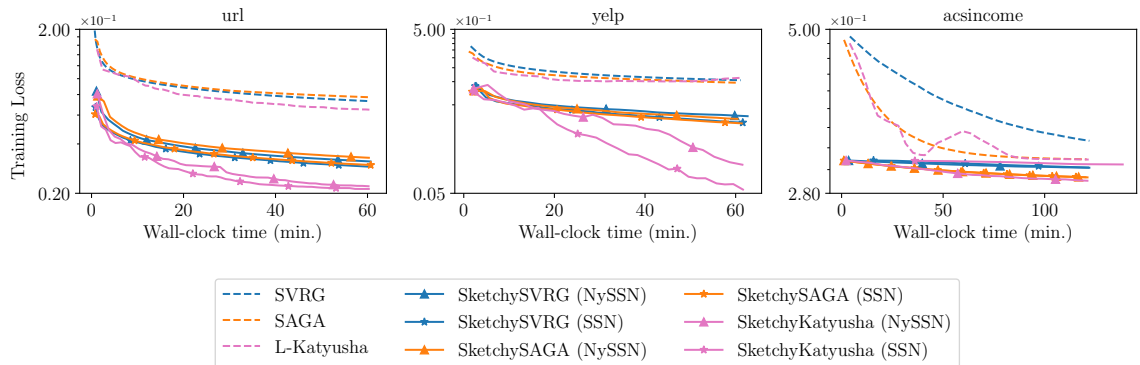 url
yelp
acsincome
×10⁻¹
×10⁻¹
×10⁻¹
2.00
0.20
5.00
0.05
5.00
2.80
Training Loss
0 20 40 60
0 20 40 60
0 50 100
Wall-clock time (min.)
Wall-clock time (min.)
Wall-clock time (min.)
SVRG
SAGA
L-Katyusha
SketchySVRG (NySSN)
SketchySVRG (SSN)
SketchySAGA (NySSN)
SketchySAGA (SSN)
SketchyKatyusha (NySSN)
SketchyKatyusha (SSN)